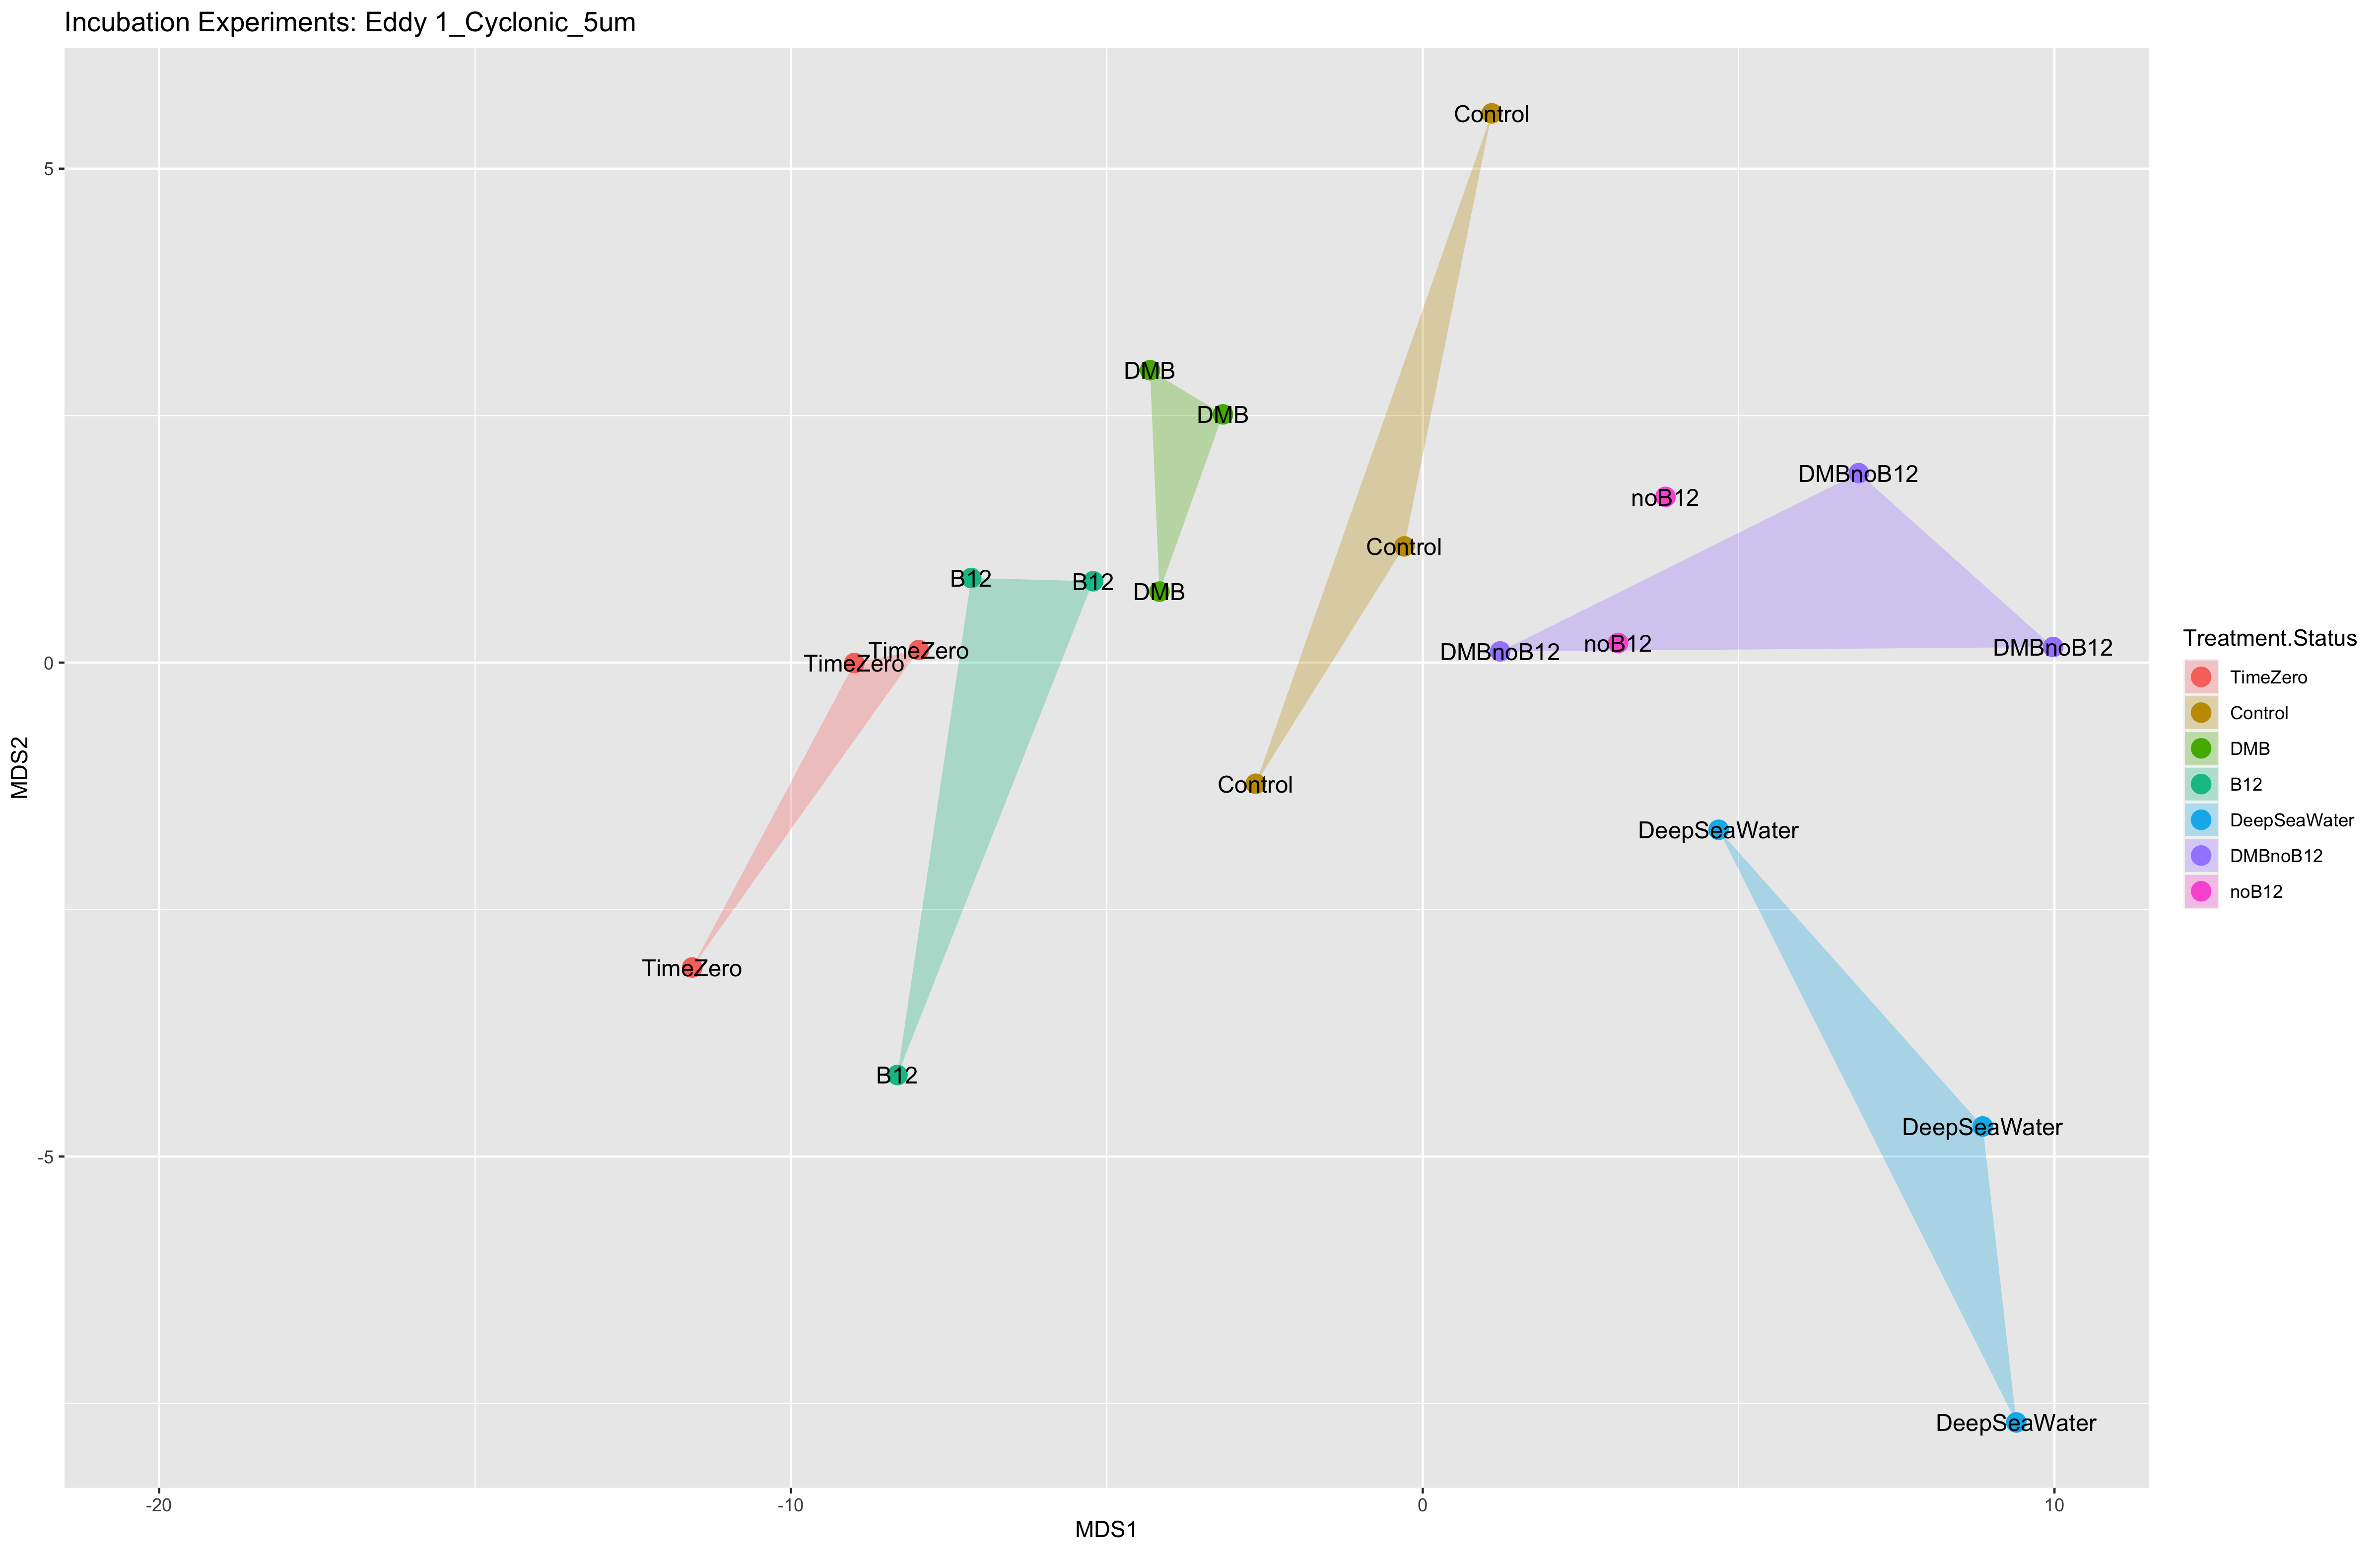 Incubation Experiments: Eddy 1_Cyclonic_5um
Control
5
DMB
DMB
DMBnoB12
noB12
Control
B12
B12
DMB
noB12
DMBnoB12
DMBnoB12
TimeZero
TimeZero
0
Control
DeepSeaWater
TimeZero
B12
DeepSeaWater
-5
DeepSeaWater
MDS2
-20
-10
0
10
MDS1
Treatment.Status
TimeZero
Control
DMB
B12
DeepSeaWater
DMBnoB12
noB12